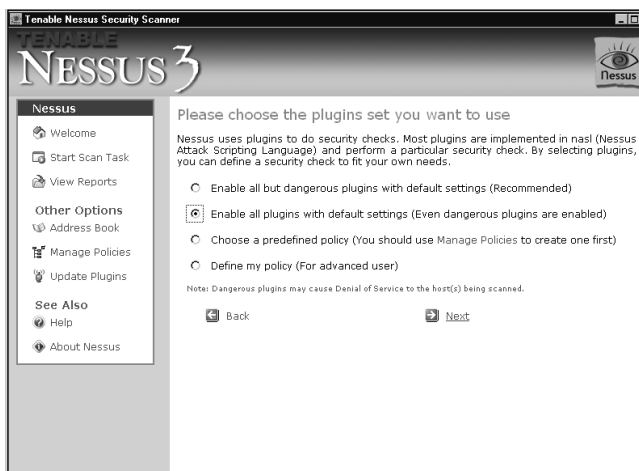 Tenable Nessus Security Scanner
TENABLE
NESSUS 3
Nessus
Nessus
Welcome
Start Scan Task
View Reports
Other Options
Address Book
Manage Policies
Update Plugins
See Also
Help
About Nessus
Please choose the plugins set you want to use
Nessus uses plugins to do security checks. Most plugins are implemented in nasl (Nessus
Attack Scripting Language) and perform a particular security check. By selecting plugins,
you can define a security check to fit your own needs.
Enable all but dangerous plugins with default settings (Recommended)
Enable all plugins with default settings (Even dangerous plugins are enabled)
Choose a predefined policy (You should use Manage Policies to create one first)
Define my policy (For advanced user)
Note: Dangerous plugins may cause Denial of Service to the host(s) being scanned.
Back
Next